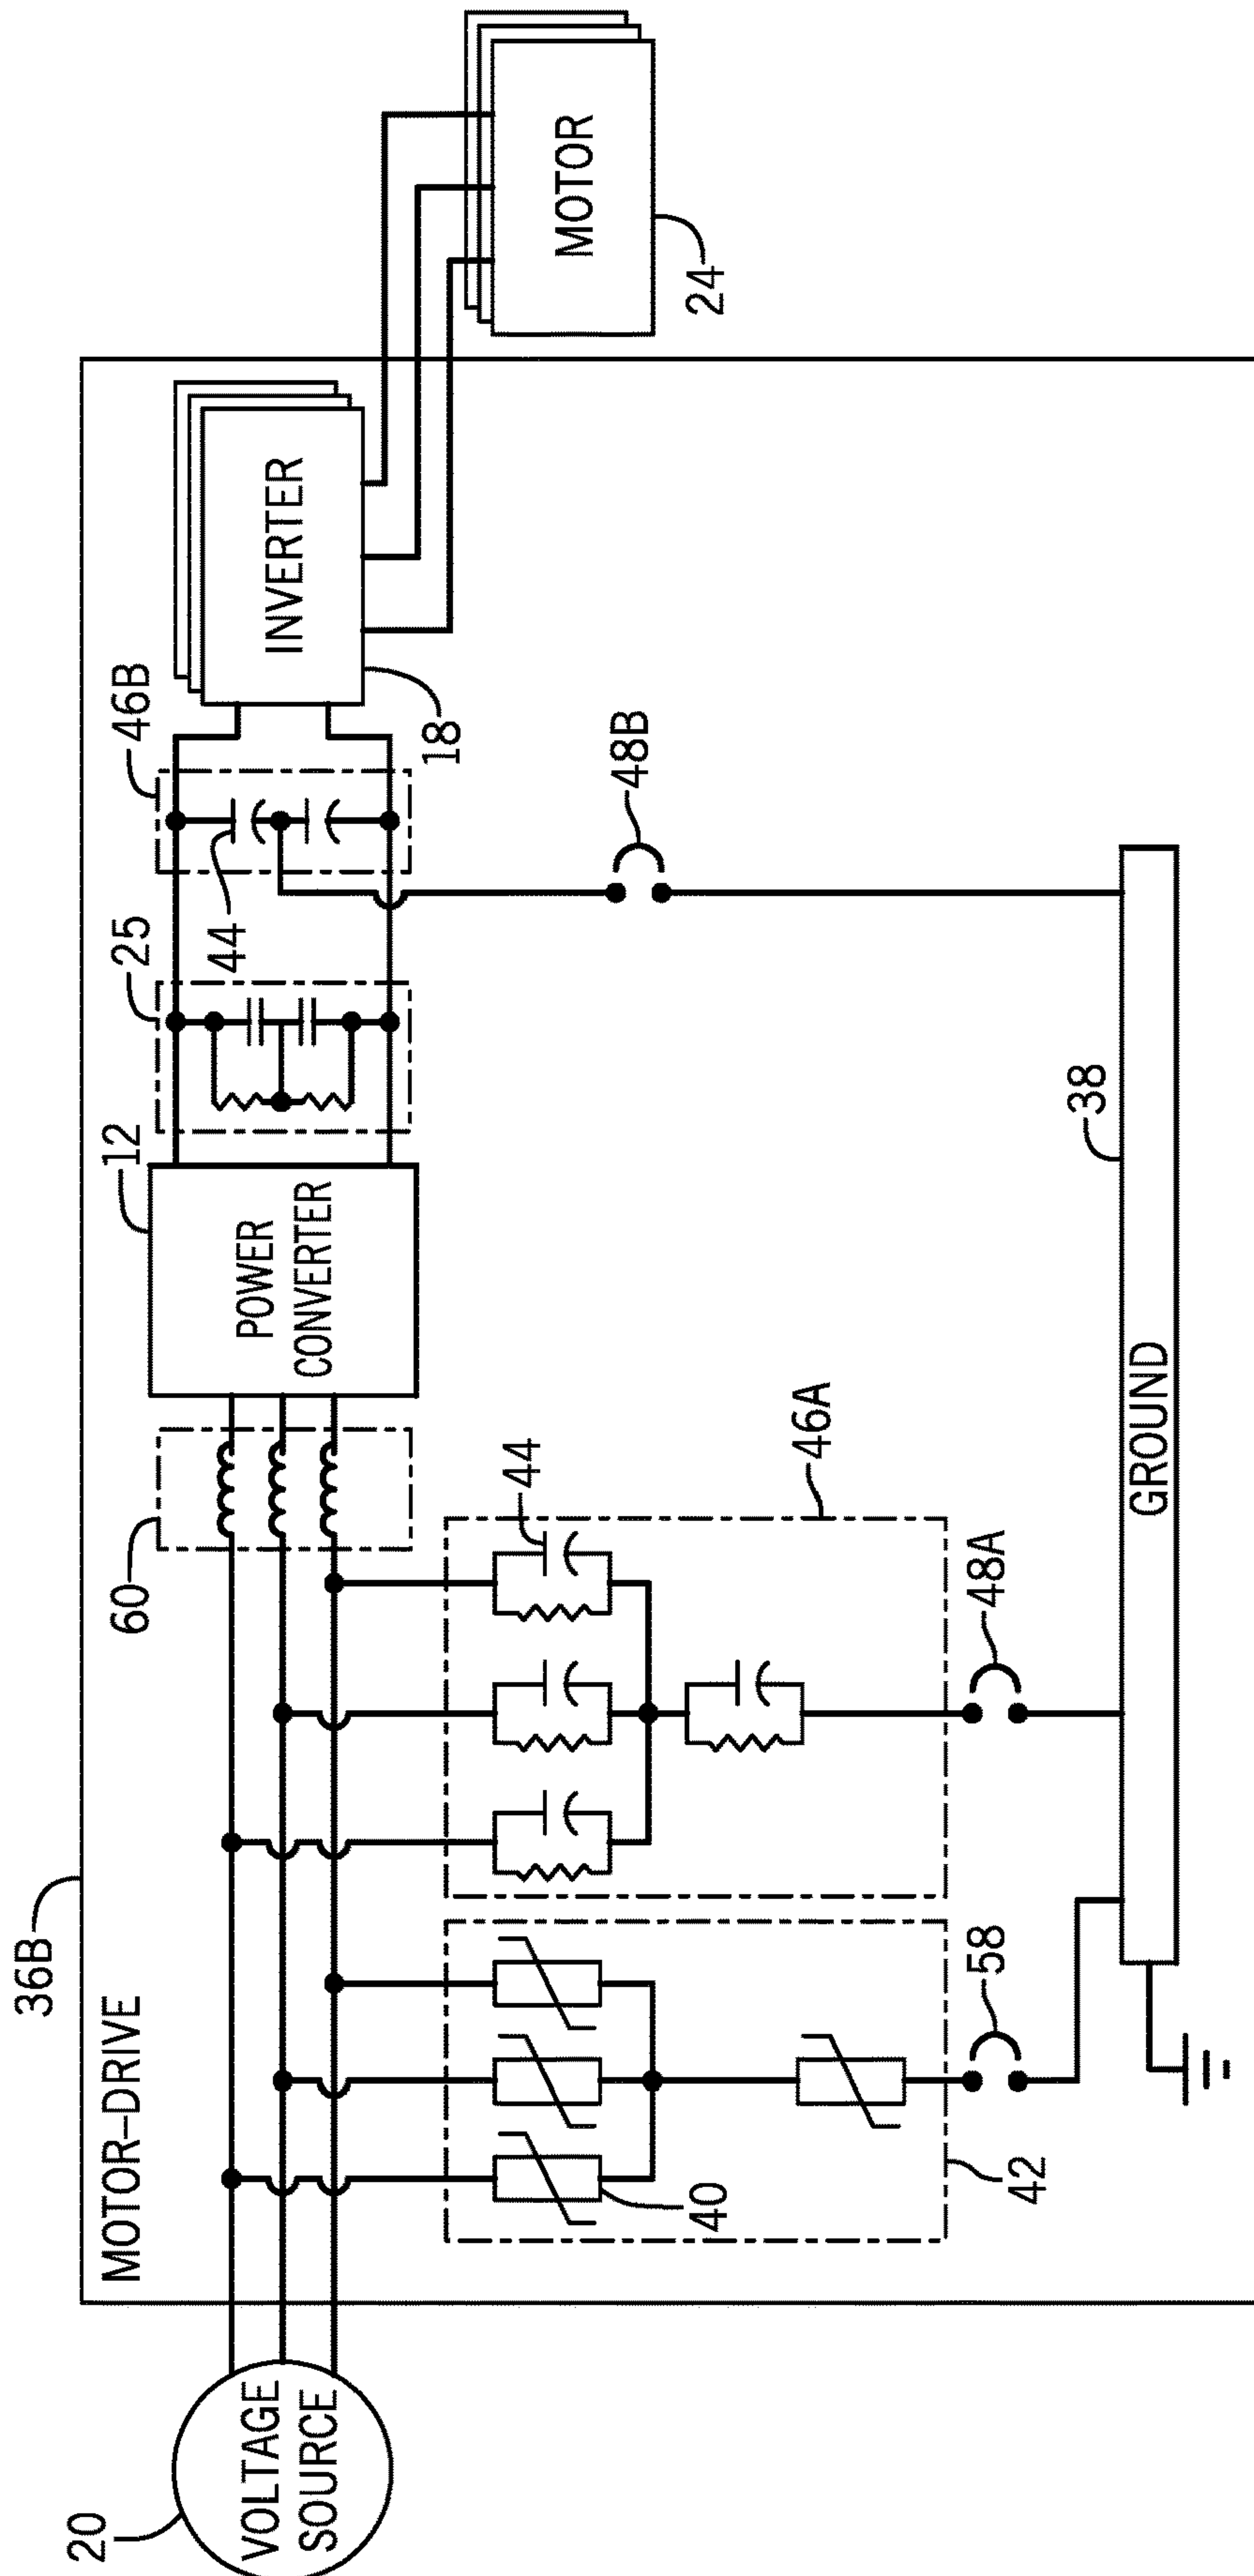 36B
MOTOR–DRIVE
20
VOLTAGE
SOURCE
60
12
POWER
CONVERTER
25
44
46B
INVERTER
18
MOTOR
24
40
42
58
44
46A
48A
48B
38
GROUND